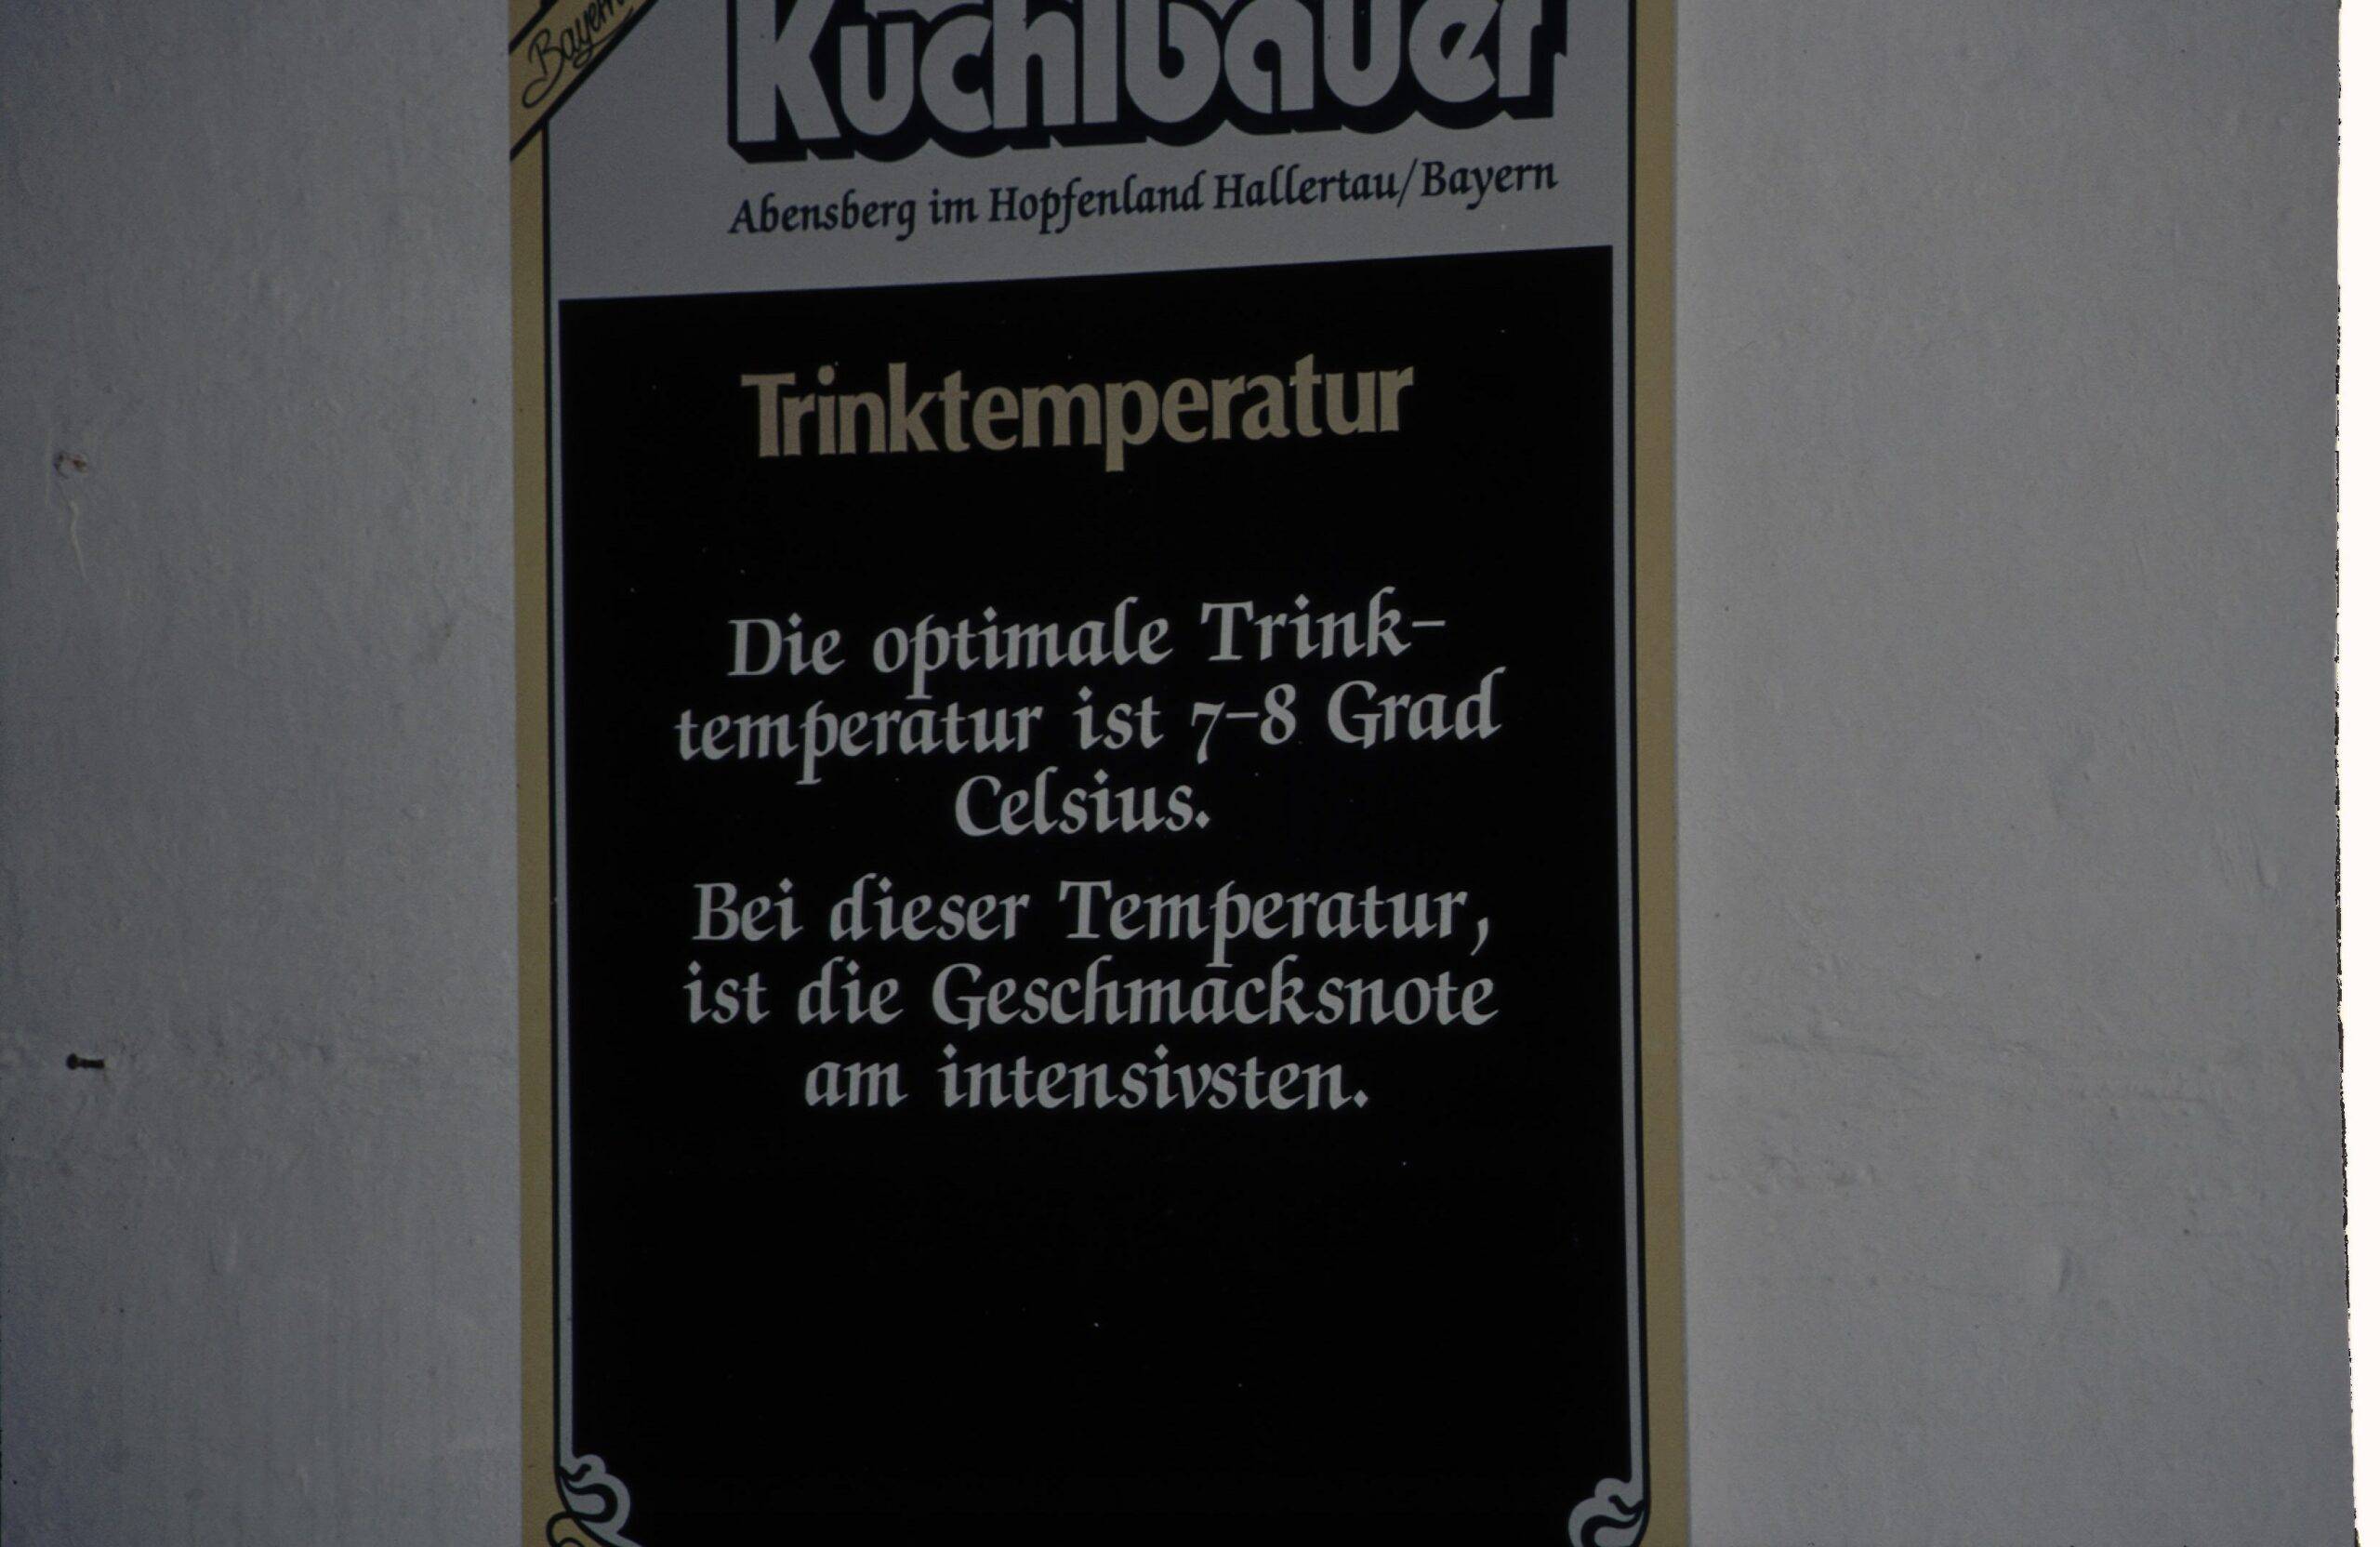 Bayern
Kuchlbauer
Abensberg im Hopfenland Hallertau/Bayern
Trinktemperatur
Die optimale Trink-
temperatur ist 7-8 Grad
Celsius.
Bei dieser Temperatur,
ist die Geschmacksnote
am intensivsten.